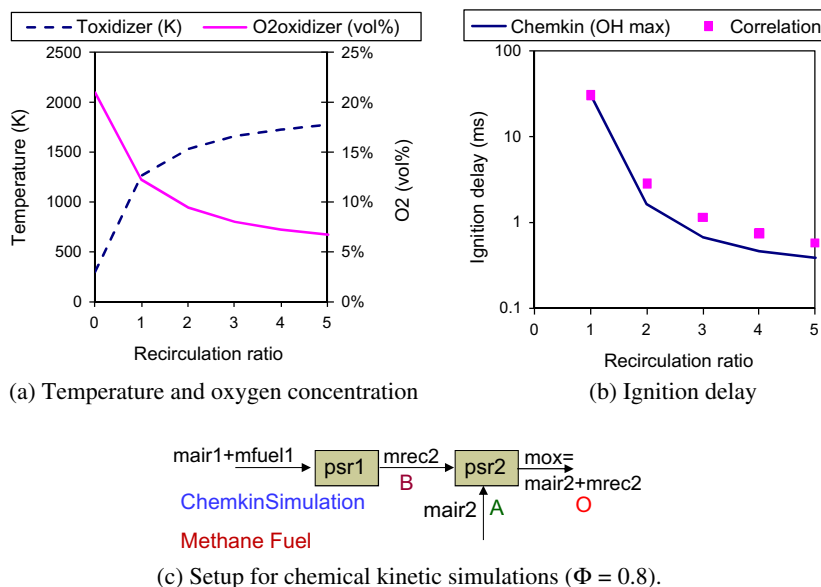 Toxidizer (K) O2oxidizer (vol%)
2500 25%
2000 20%
1500 15%
1000 10%
500 5%
0 0%
Temperature (K)
O2 (vol%)
0 1 2 3 4 5
Recirculation ratio
(a) Temperature and oxygen concentration
Chemkin (OH max) Correlation
100
10
1
0.1
Ignition delay (ms)
0 1 2 3 4 5
Recirculation ratio
(b) Ignition delay
mair1+mfuel1 psr1 mrec2 psr2 mox=
B mair2+mrec2
ChemkinSimulation mair2 A O
Methane Fuel
(c) Setup for chemical kinetic simulations (Φ = 0.8).